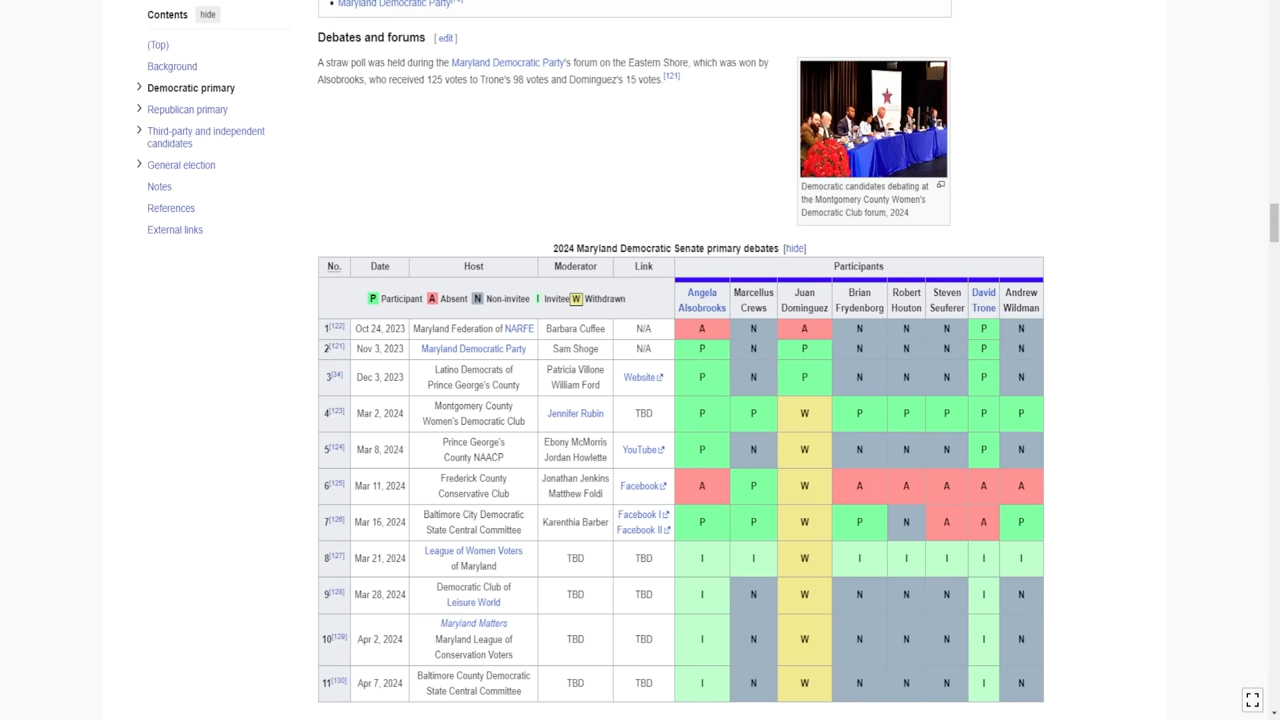 Contents hide
(Top)
Background
Democratic primary
Republican primary
Third-party and independent
candidates
General election
Notes
References
External links
Maryland Democratic Party
Debates and forums [ edit ]
A straw poll was held during the Maryland Democratic Party's forum on the Eastern Shore, which was won by
Alsobrooks, who received 125 votes to Trone's 98 votes and Dominguez's 15 votes.[121]
Democratic candidates debating at
the Montgomery County Women's
Democratic Club forum, 2024
2024 Maryland Democratic Senate primary debates [hide]
No. Date Host Moderator Link Participants
P Participant A Absent N Non-invitee I Invitee W Withdrawn
Angela Alsobrooks Marcellus Crews Juan Dominguez Brian Frydenborg Robert Houton Steven Seuferer David Trone Andrew Wildman
1[122] Oct 24, 2023 Maryland Federation of NARFE Barbara Cuffee N/A A N A N N N P N
2[121] Nov 3, 2023 Maryland Democratic Party Sam Shoge N/A P N P N N N P N
3[34] Dec 3, 2023 Latino Democrats of Prince George's County Patricia Villone William Ford Website P N P N N N P N
4[123] Mar 2, 2024 Montgomery County Women's Democratic Club Jennifer Rubin TBD P P W P P P P P
5[124] Mar 8, 2024 Prince George's County NAACP Ebony McMorris Jordan Howlette YouTube P N W N N N P N
6[125] Mar 11, 2024 Frederick County Conservative Club Jonathan Jenkins Matthew Foldi Facebook A P W A A A A A
7[126] Mar 16, 2024 Baltimore City Democratic State Central Committee Karenthia Barber Facebook I Facebook II P P W P N A A P
8[127] Mar 21, 2024 League of Women Voters of Maryland TBD TBD I I W I I I I I
9[128] Mar 28, 2024 Democratic Club of Leisure World TBD TBD I N W N N N I N
10[129] Apr 2, 2024 Maryland Matters Maryland League of Conservation Voters TBD TBD I N W N N N I N
11[130] Apr 7, 2024 Baltimore County Democratic State Central Committee TBD TBD I N W N N N I N